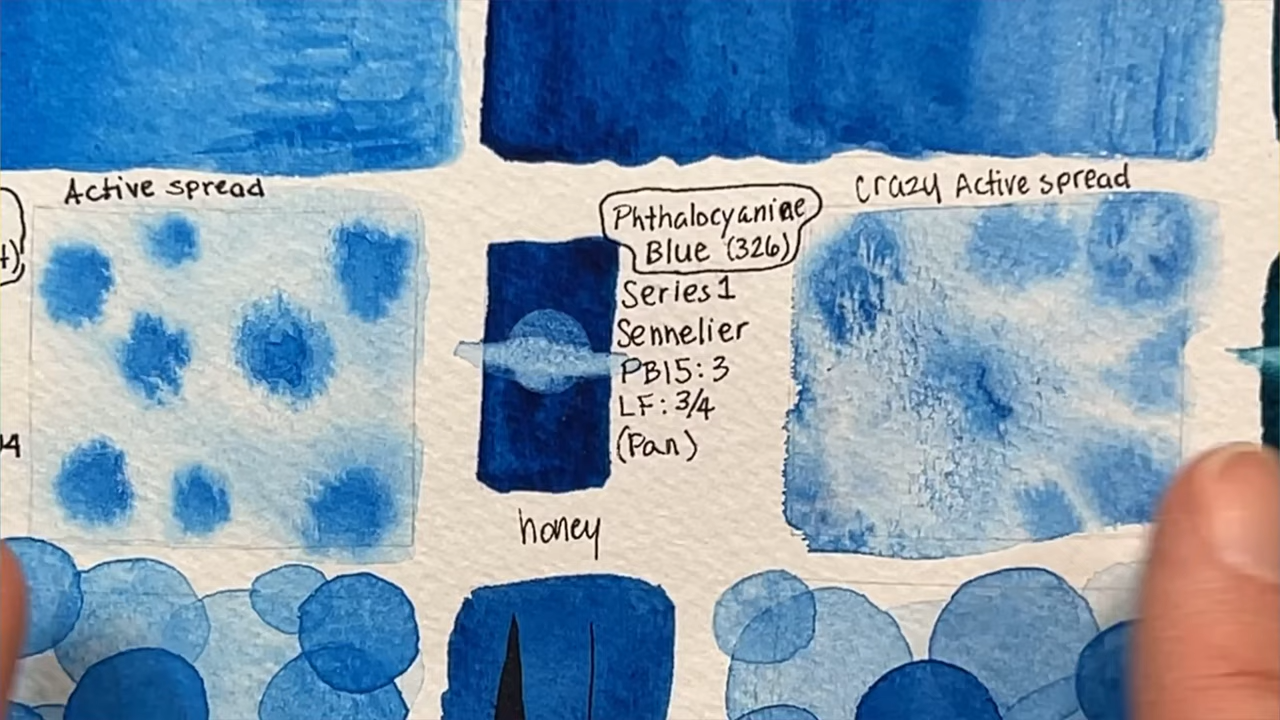 Active spread
Phthalocyanine
Blue (326)
Series 1
Sennelier
PB15:3
LF: 3/4
(Pan)
honey
Crazy Active spread